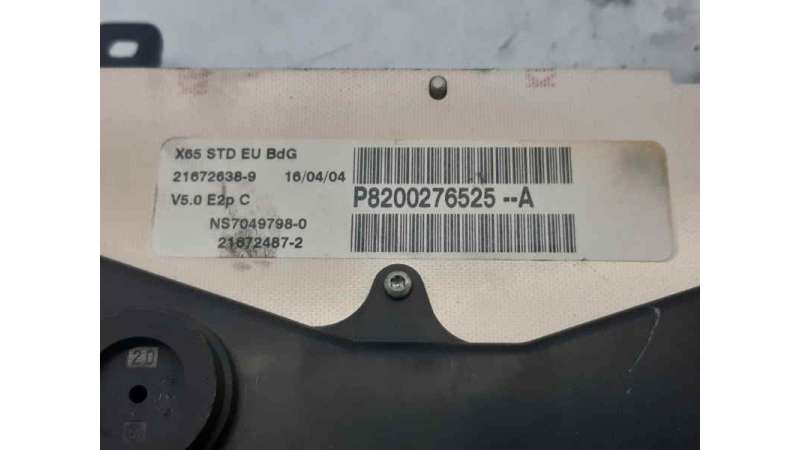 X65 STD EU BdG
21672638-9 16/04/04
V5.0 E2p C
NS7049798-0
21672487-2
P8200276525 --A
20